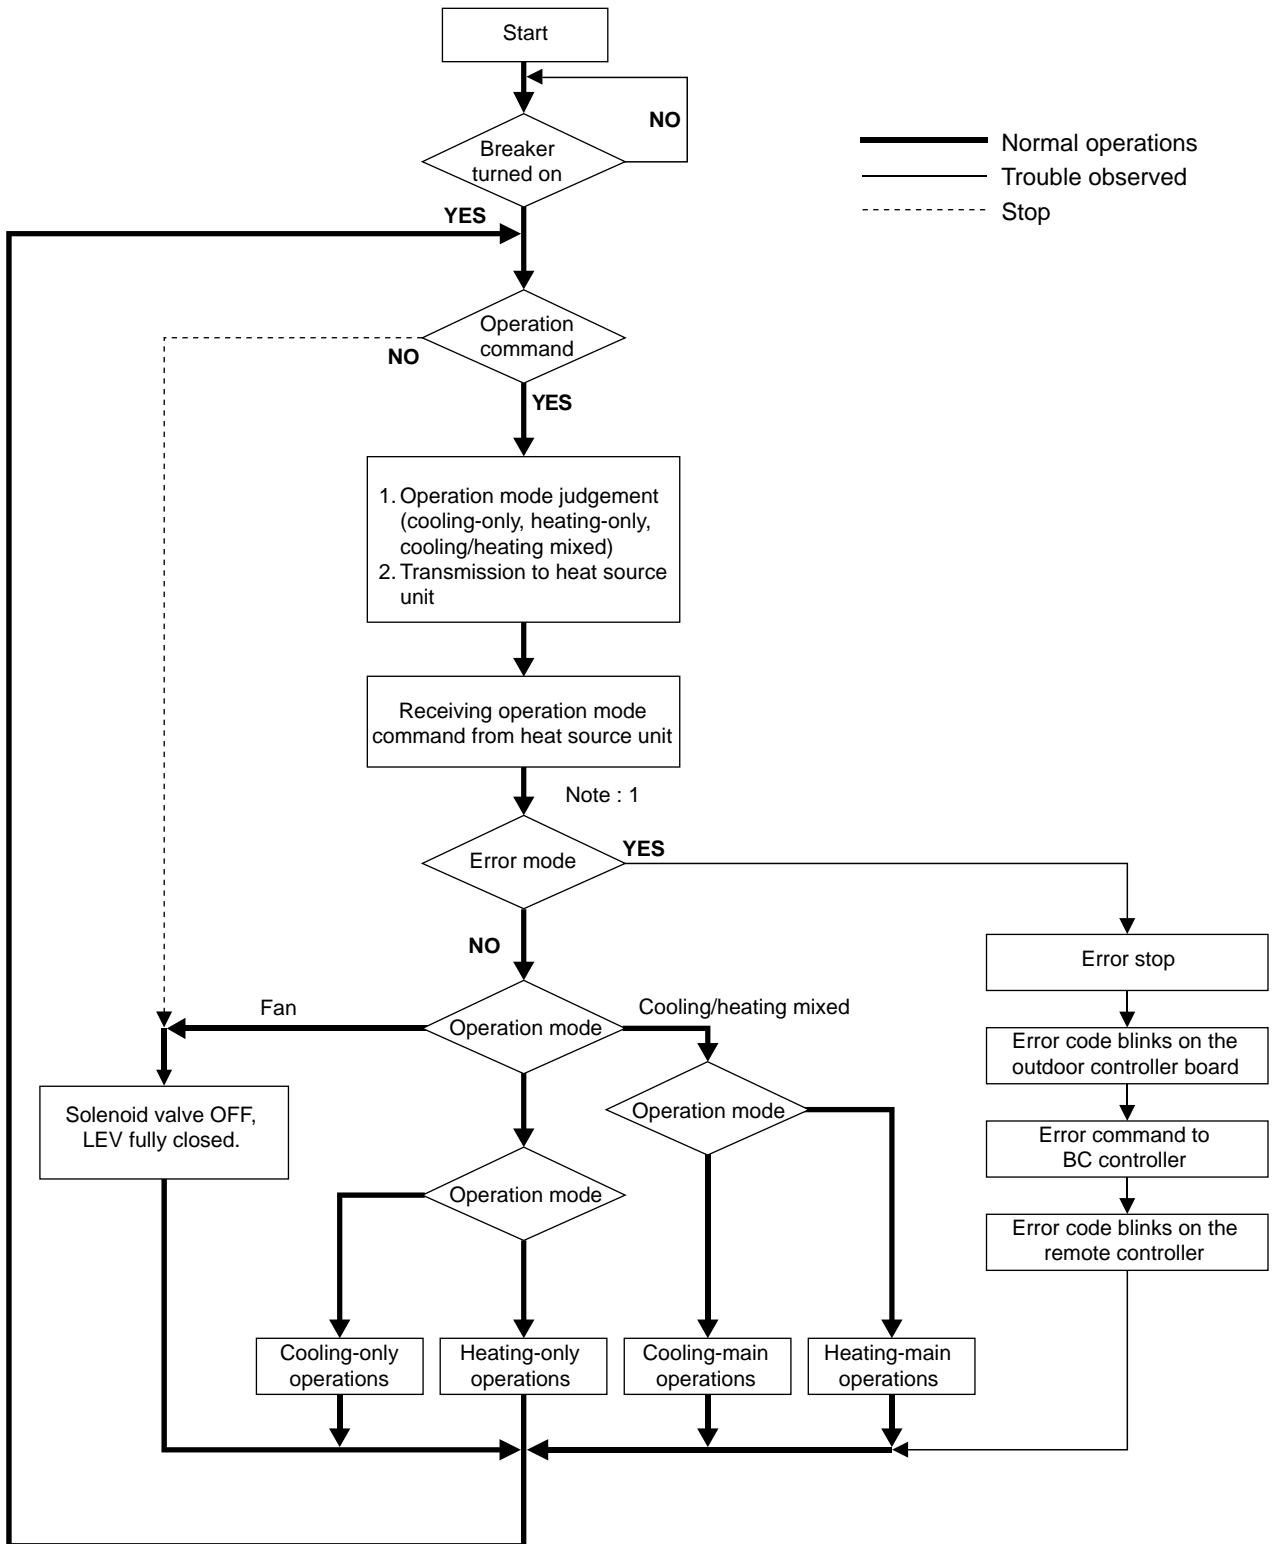 Start
NO
Breaker
turned on
Normal operations
Trouble observed
Stop
YES
Operation
command
NO
YES
1. Operation mode judgement
(cooling-only, heating-only,
cooling/heating mixed)
2. Transmission to heat source
unit
Receiving operation mode
command from heat source unit
Note : 1
Error mode
YES
NO
Error stop
Fan
Operation mode
Cooling/heating mixed
Error code blinks on the
outdoor controller board
Solenoid valve OFF,
LEV fully closed.
Operation mode
Error command to
BC controller
Operation mode
Error code blinks on the
remote controller
Cooling-only
operations
Heating-only
operations
Cooling-main
operations
Heating-main
operations